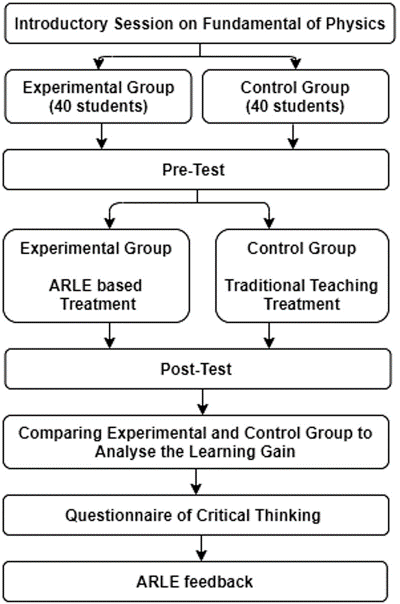 Introductory Session on Fundamental of Physics
Experimental Group
(40 students)
Control Group
(40 students)
Pre-Test
Experimental Group
ARLE based
Treatment
Control Group
Traditional Teaching
Treatment
Post-Test
Comparing Experimental and Control Group to
Analyse the Learning Gain
Questionnaire of Critical Thinking
ARLE feedback